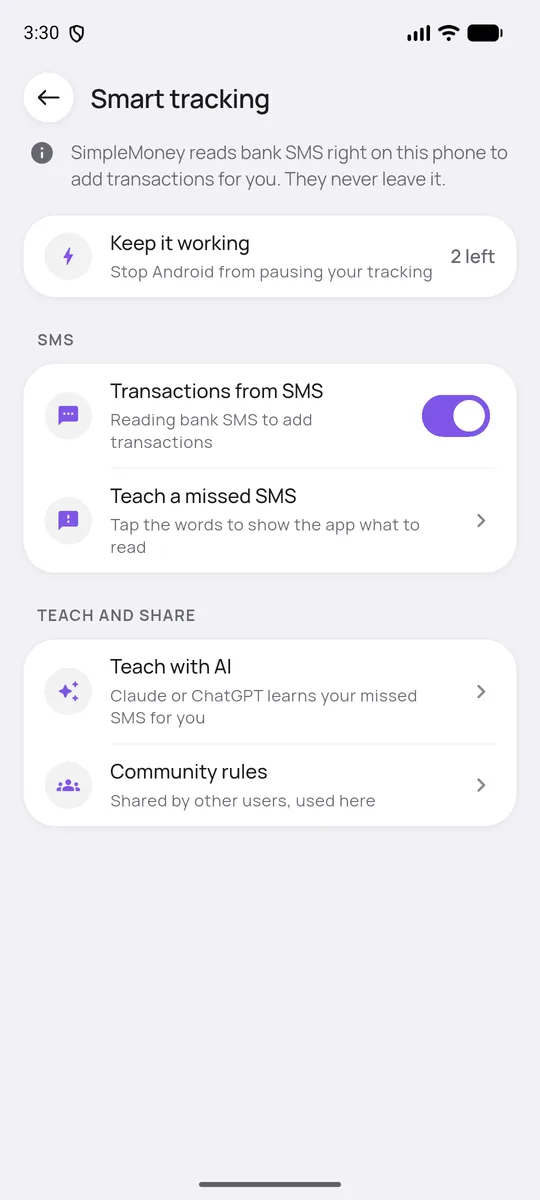 3:30
Smart tracking
SimpleMoney reads bank SMS right on this phone to
add transactions for you. They never leave it.
Keep it working
Stop Android from pausing your tracking
2 left
SMS
Transactions from SMS
Reading bank SMS to add
transactions
Teach a missed SMS
Tap the words to show the app what to
read
TEACH AND SHARE
Teach with AI
Claude or ChatGPT learns your missed
SMS for you
Community rules
Shared by other users, used here